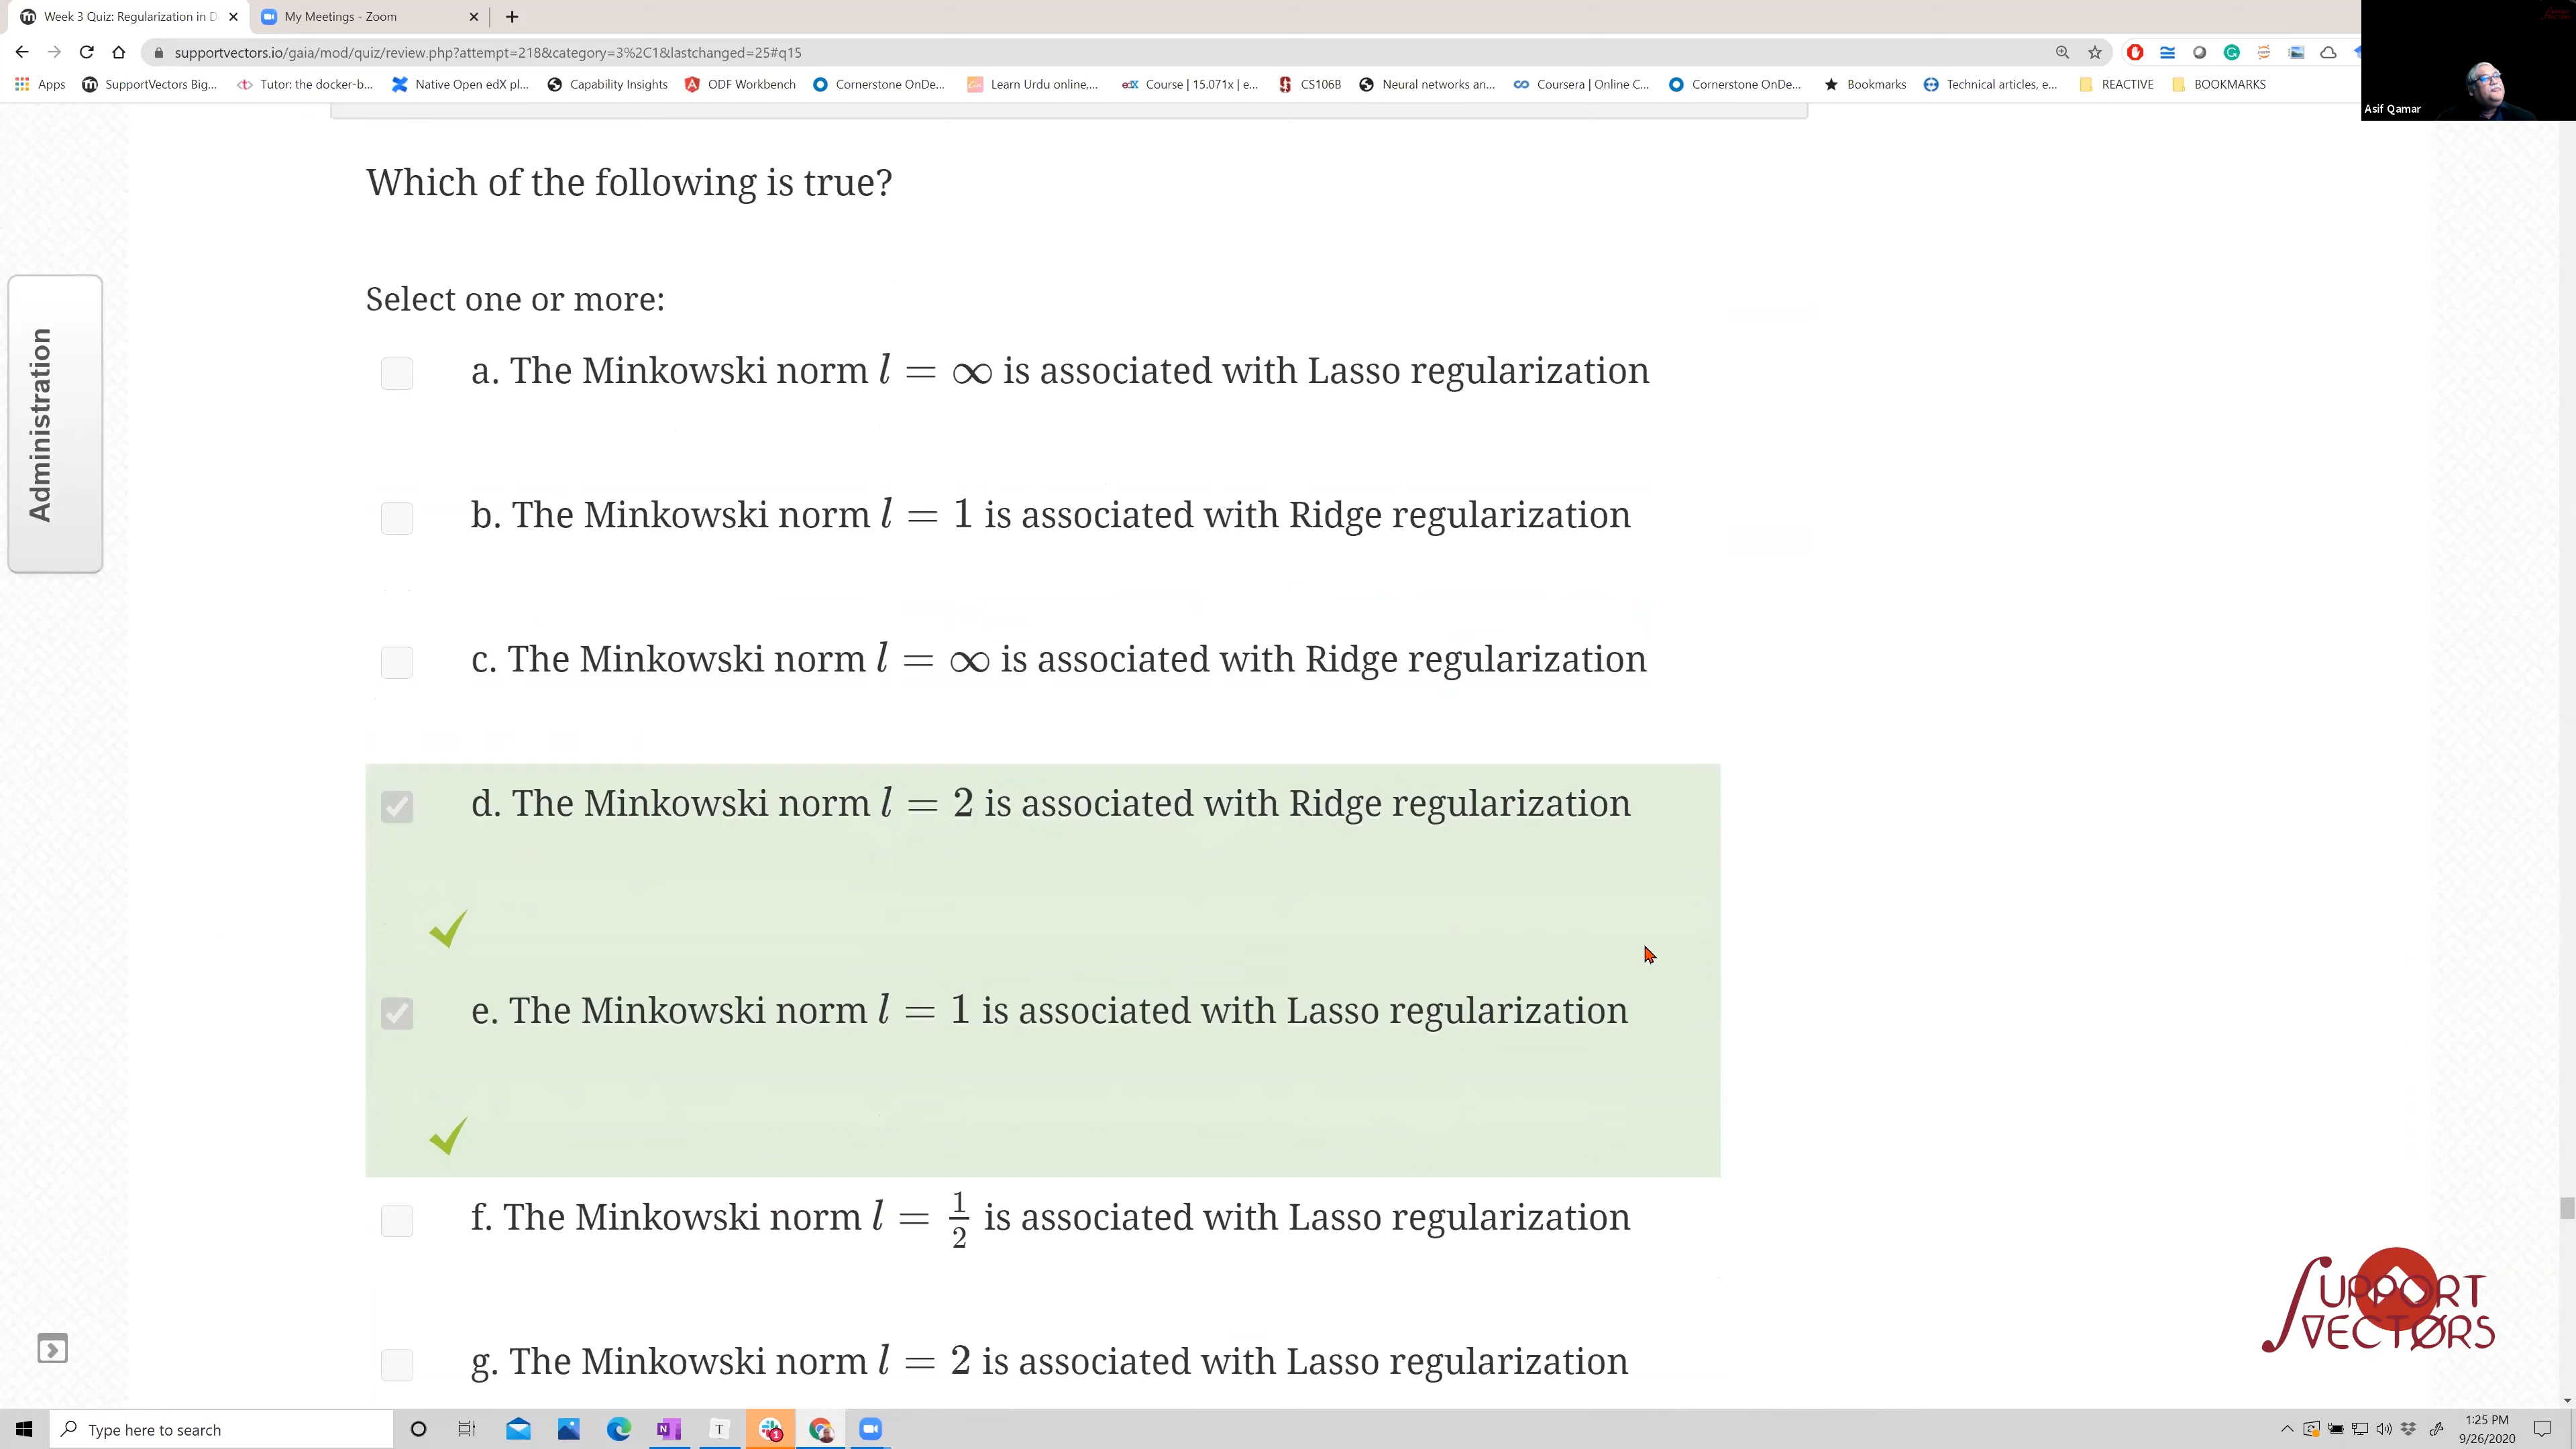 Week 3 Quiz: Regularization in D
My Meetings - Zoom
supportvectors.io/gaia/mod/quiz/review.php?attempt=218&category=3%2C1&lastchanged=25#q15
Apps
SupportVectors Big...
Tutor: the docker-b...
Native Open edX pl...
Capability Insights
ODF Workbench
Cornerstone OnDe...
Learn Urdu online,...
Course | 15.071x | e...
CS106B
Neural networks an...
Coursera | Online C...
Cornerstone OnDe...
Bookmarks
Technical articles, e...
REACTIVE
BOOKMARKS
Asif Qamar
Administration
Which of the following is true?
Select one or more:
a. The Minkowski norm l = ∞ is associated with Lasso regularization
b. The Minkowski norm l = 1 is associated with Ridge regularization
c. The Minkowski norm l = ∞ is associated with Ridge regularization
d. The Minkowski norm l = 2 is associated with Ridge regularization
e. The Minkowski norm l = 1 is associated with Lasso regularization
f. The Minkowski norm l = 1/2 is associated with Lasso regularization
g. The Minkowski norm l = 2 is associated with Lasso regularization
SUPPORT
VECTORS
Type here to search
1:25 PM
9/26/2020